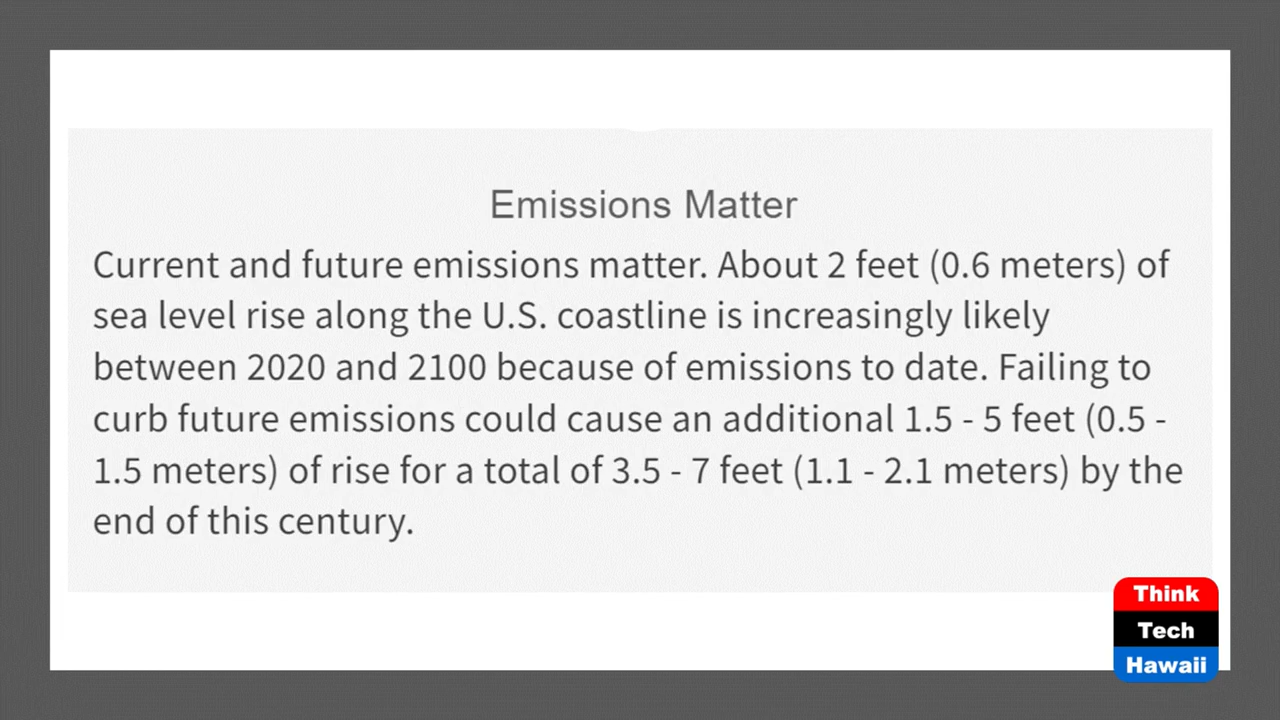 Emissions Matter
Current and future emissions matter. About 2 feet (0.6 meters) of
sea level rise along the U.S. coastline is increasingly likely
between 2020 and 2100 because of emissions to date. Failing to
curb future emissions could cause an additional 1.5 - 5 feet (0.5 -
1.5 meters) of rise for a total of 3.5 - 7 feet (1.1 - 2.1 meters) by the
end of this century.
Think
Tech
Hawaii